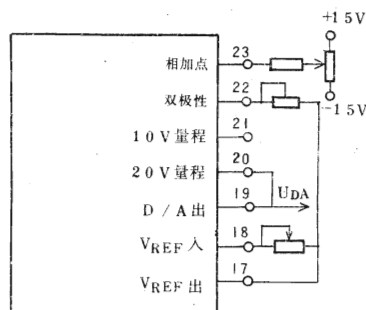 +15V
相加点 23
双极性 22
-15V
10V量程 21
20V量程 20
D/A出 19 UDA
VREF入 18
VREF出 17